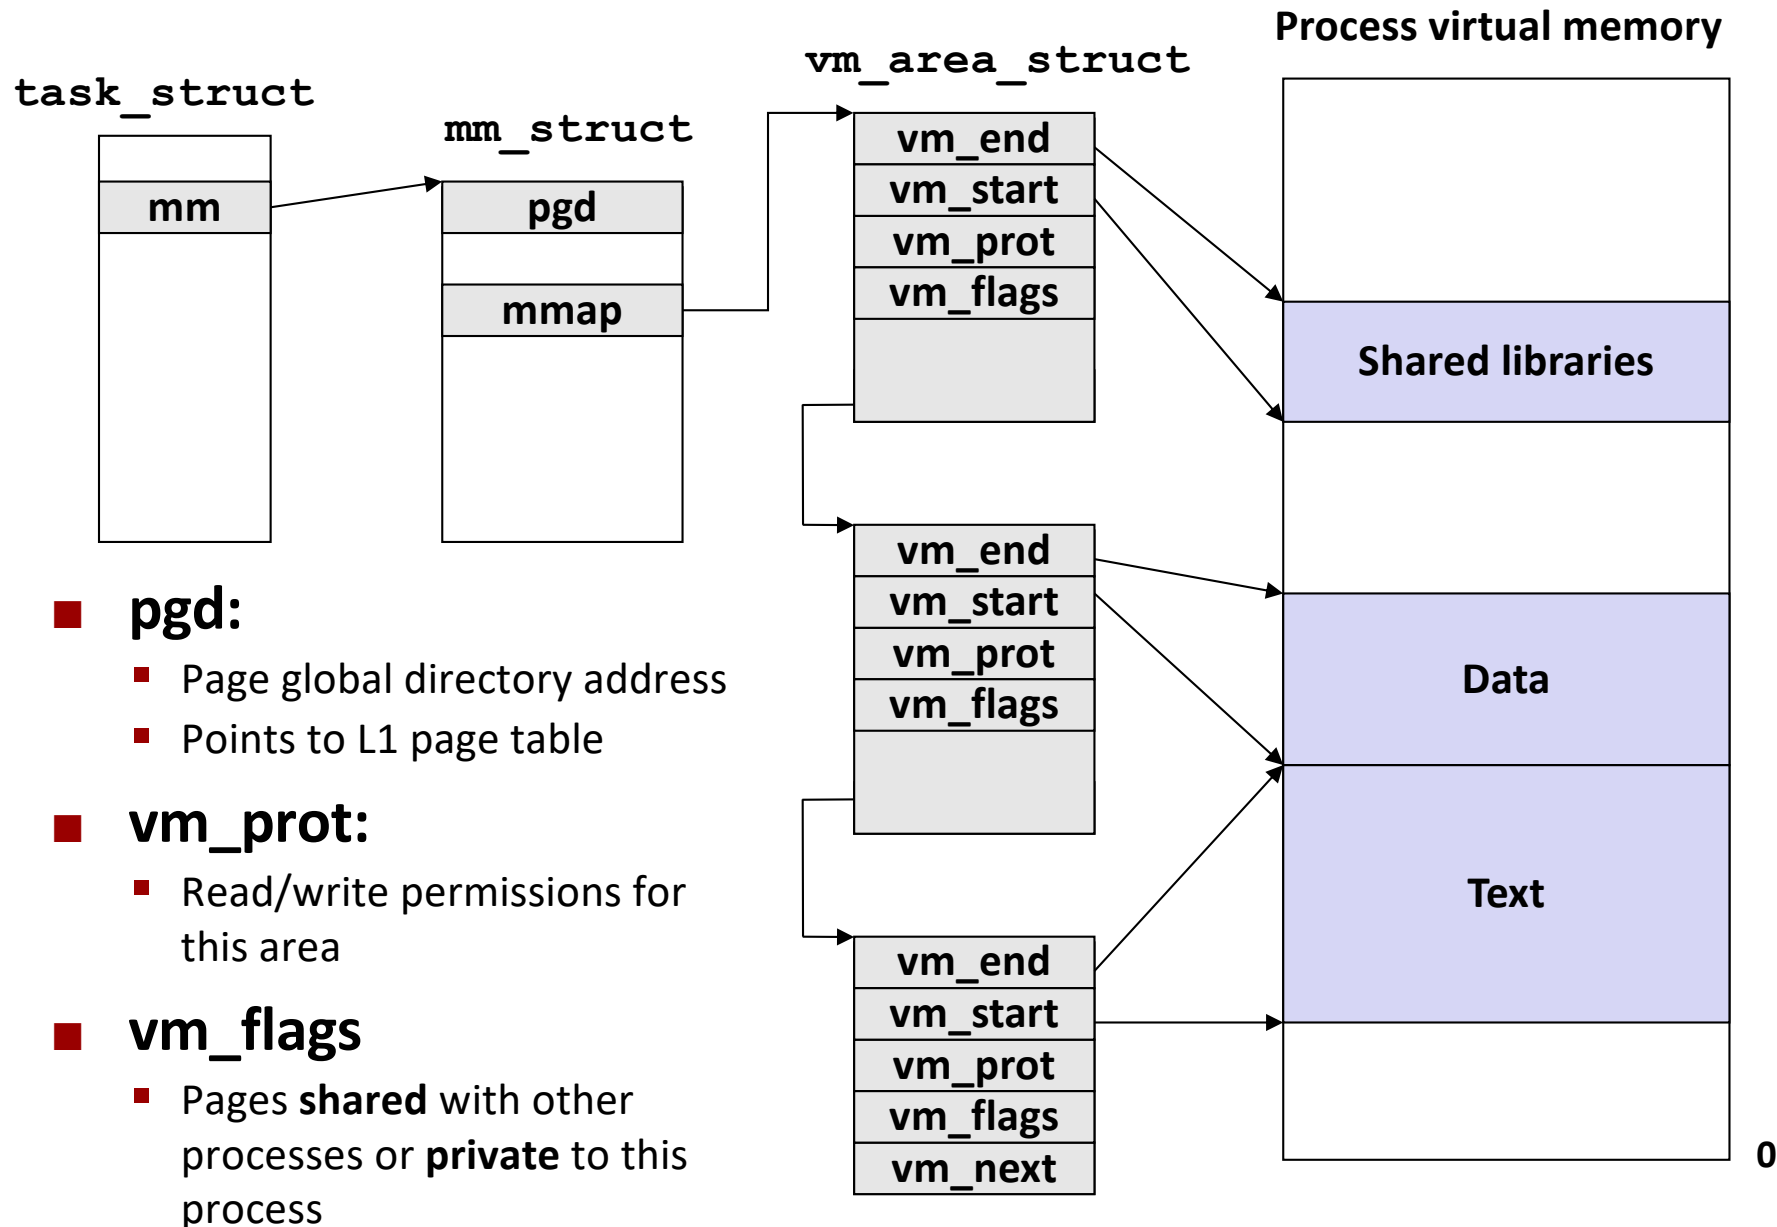 Process virtual memory
vm_area_struct
task_struct
mm_struct
mm
pgd
mmap
vm_end
vm_start
vm_prot
vm_flags
vm_end
vm_start
vm_prot
vm_flags
vm_end
vm_start
vm_prot
vm_flags
vm_next
Shared libraries
Data
Text
0
pgd:
Page global directory address
Points to L1 page table
vm_prot:
Read/write permissions for
this area
vm_flags
Pages shared with other
processes or private to this
process